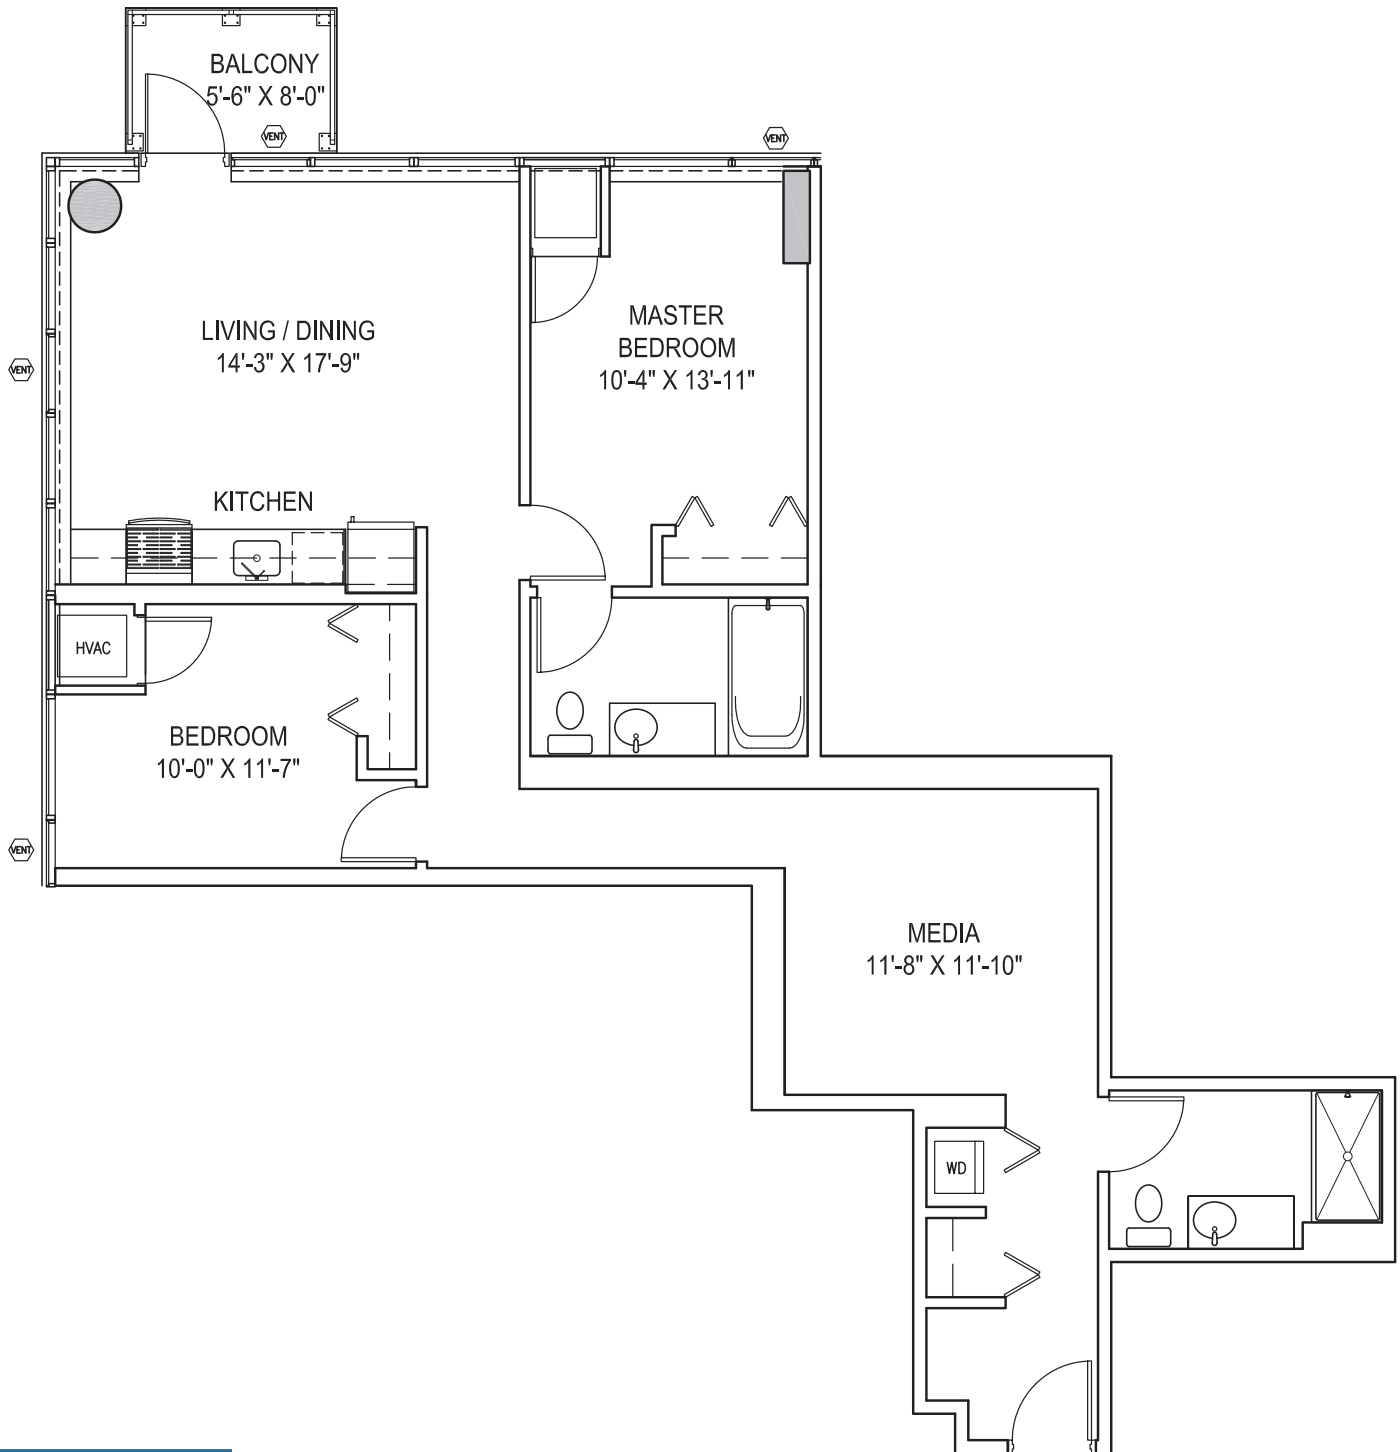 BALCONY
5'-6" X 8'-0"
VENT
VENT
LIVING / DINING
14'-3" X 17'-9"
MASTER
BEDROOM
10'-4" X 13'-11"
VENT
KITCHEN
HVAC
BEDROOM
10'-0" X 11'-7"
VENT
MEDIA
11'-8" X 11'-10"
WD